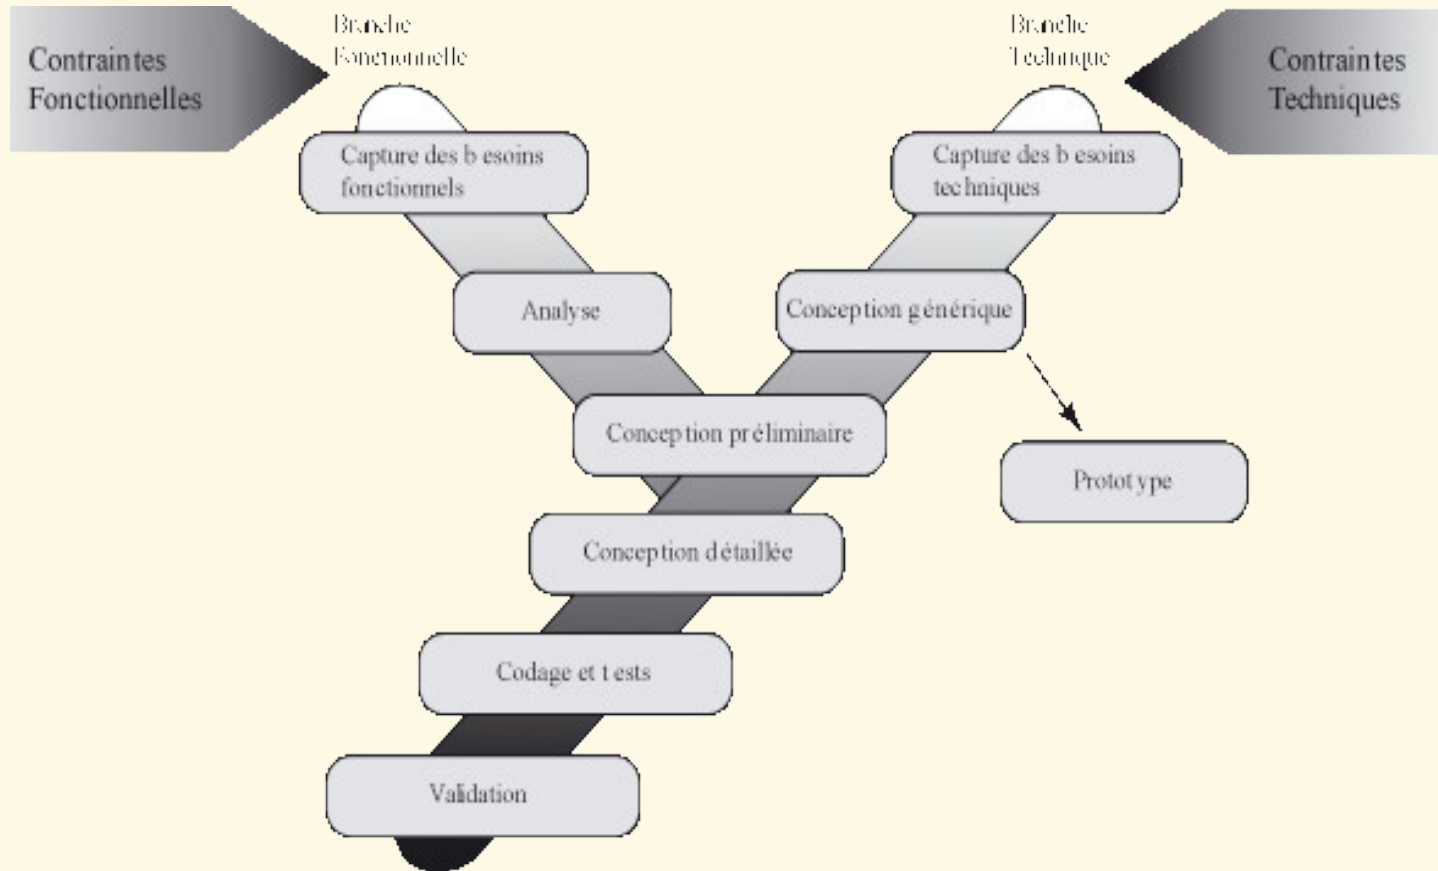 Contraintes
Fonctionnelles
Branche
Fonctionnelle
Branche
Technique
Contraintes
Techniques
Capture des besoins
fonctionnels
Capture des besoins
techniques
Analyse
Conception générique
Conception préliminaire
Prototype
Conception détaillée
Codage et tests
Validation